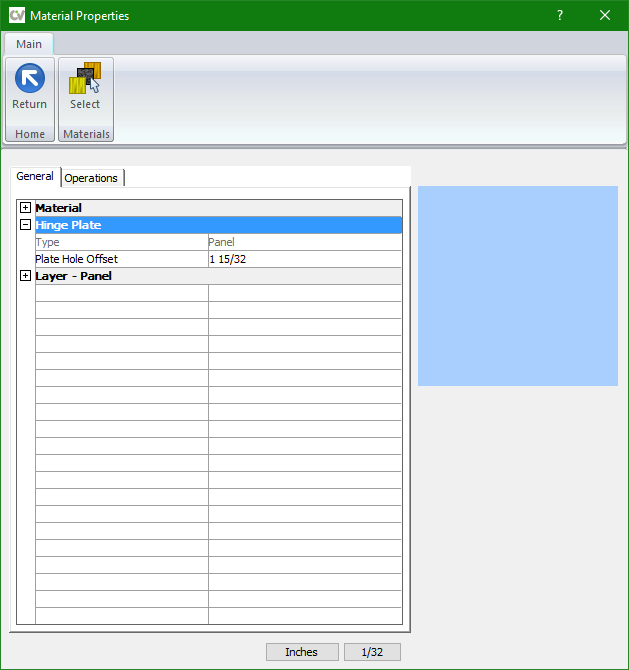 CV Material Properties ?
Main
Return Select
Home Materials
General Operations
Material
Hinge Plate
Type Panel
Plate Hole Offset 1 15/32
Layer - Panel
Inches 1/32